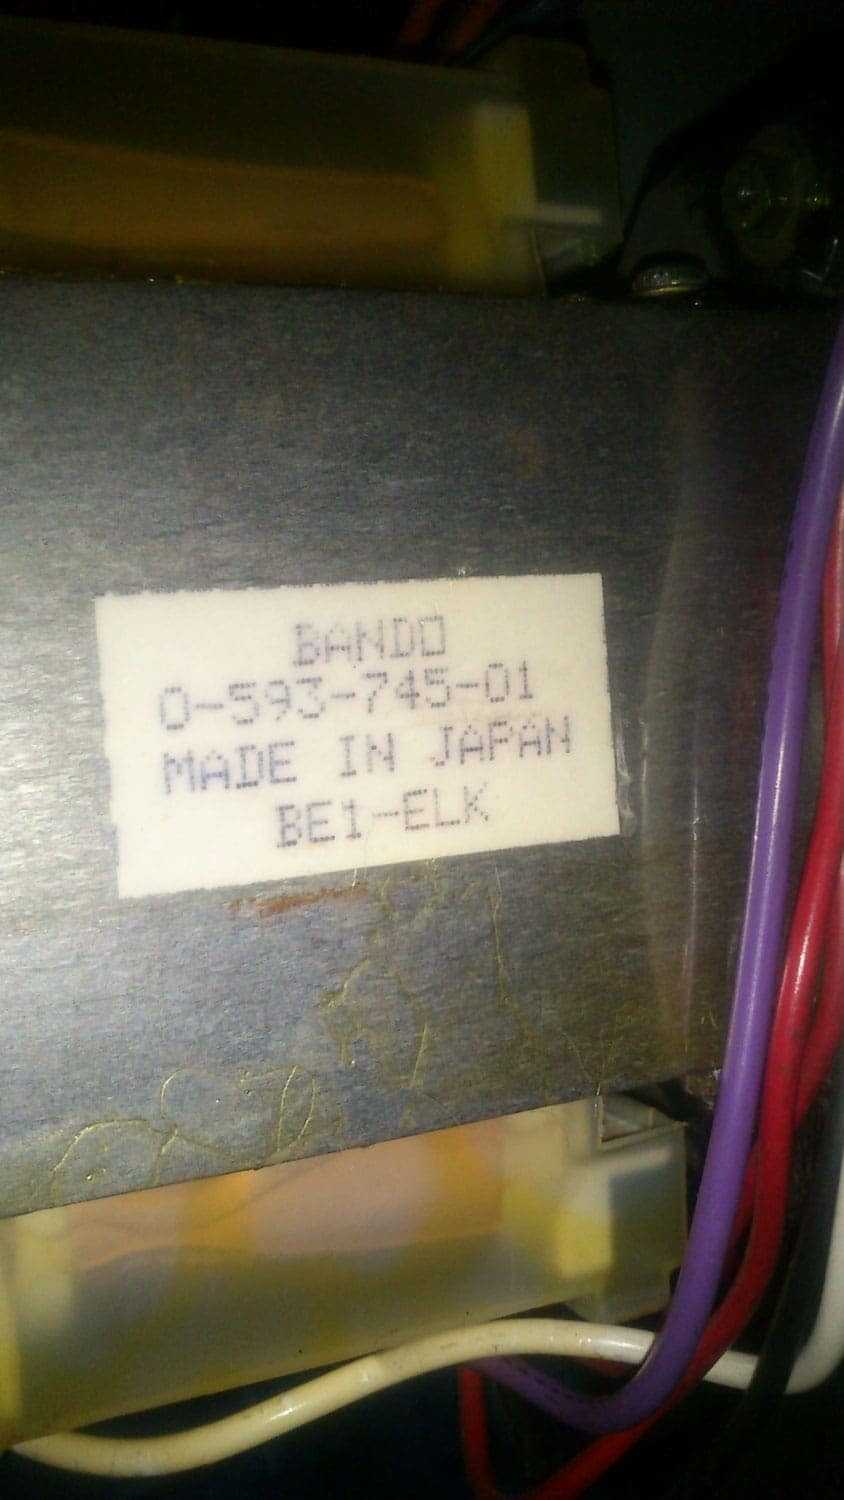 BANDO
0-593-745-01
MADE IN JAPAN
BE1-ELK